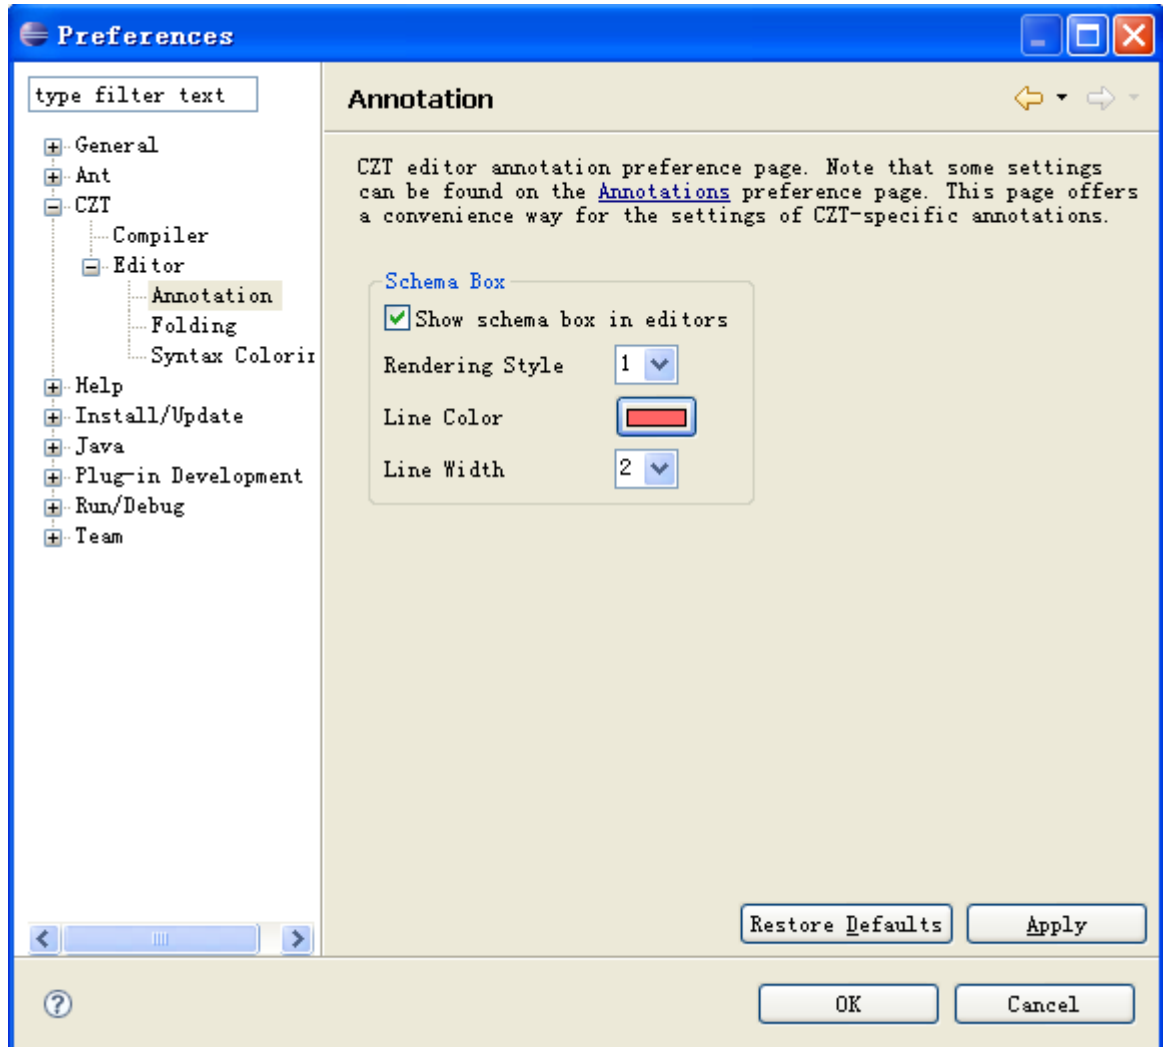 Preferences
type filter text
General
Ant
CZT
Compiler
Editor
Annotation
Folding
Syntax Colorin
Help
Install/Update
Java
Plug-in Development
Run/Debug
Team
Annotation
CZT editor annotation preference page. Note that some settings
can be found on the Annotations preference page. This page offers
a convenience way for the settings of CZT-specific annotations.
Schema Box
Show schema box in editors
Rendering Style 1
Line Color
Line Width 2
Restore Defaults Apply
? OK Cancel